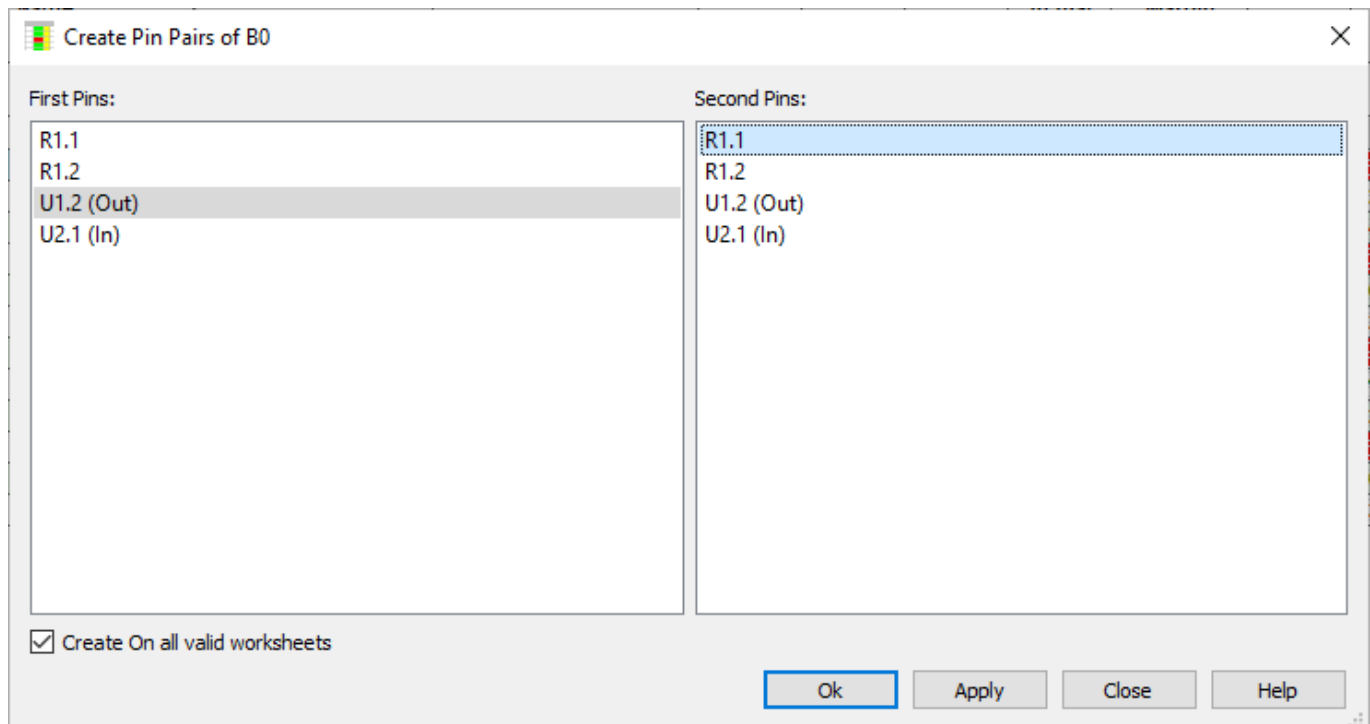 Create Pin Pairs of B0
First Pins:
R1.1
R1.2
U1.2 (Out)
U2.1 (In)
Second Pins:
R1.1
R1.2
U1.2 (Out)
U2.1 (In)
Create On all valid worksheets
Ok
Apply
Close
Help